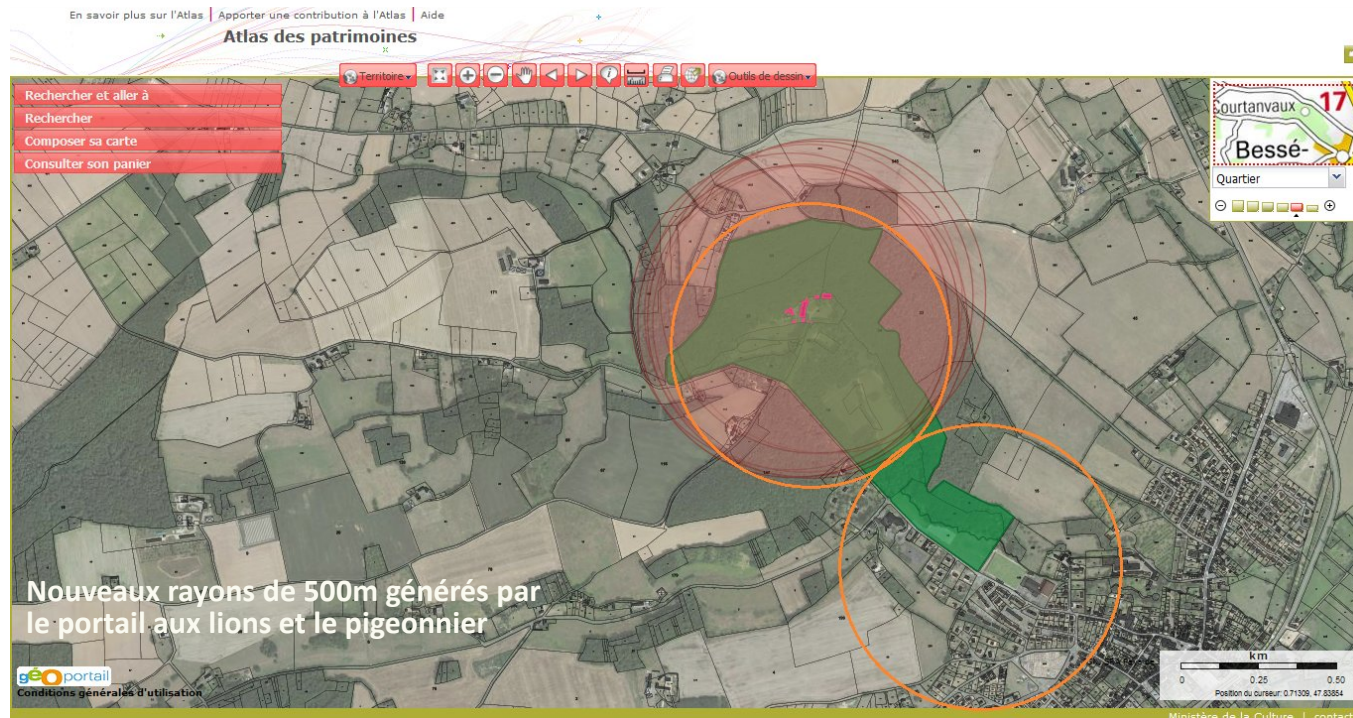 En savoir plus sur l'Atlas | Apporter une contribution à l'Atlas | Aide
Atlas des patrimoines
Territoire
Outils de dessin
Rechercher et aller à
Rechercher
Composer sa carte
Consulter son panier
Courtanvaux 17
Bessé-
Quartier
Nouveaux rayons de 500m générés par
le portail aux lions et le pigeonnier
géoportail
Conditions générales d'utilisation
km
0 0.25 0.50
Position du curseur: 0.71309, 47.83854
Ministère de la Culture | contact